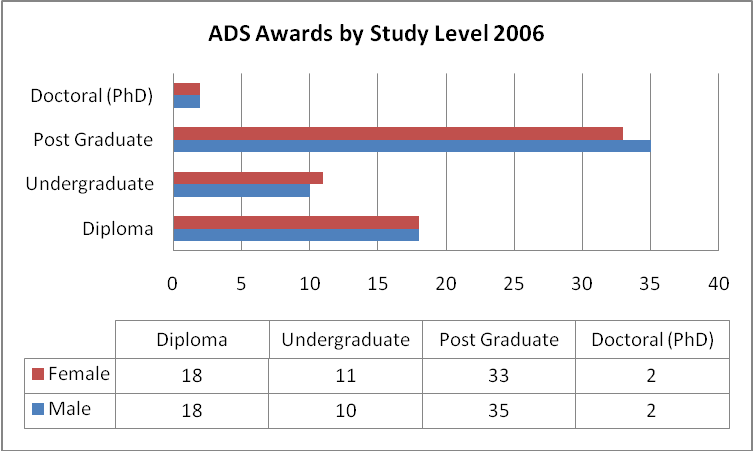 ADS Awards by Study Level 2006
Doctoral (PhD)
Post Graduate
Undergraduate
Diploma
0 5 10 15 20 25 30 35 40
Diploma Undergraduate Post Graduate Doctoral (PhD)
Female 18 11 33 2
Male 18 10 35 2